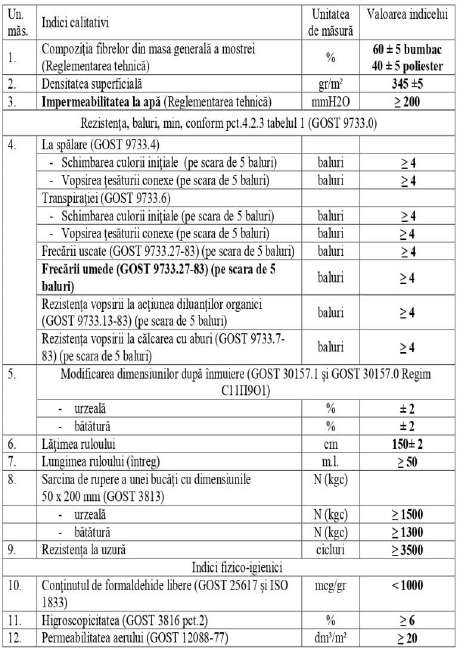 Un. măs. Indici calitativi Unitatea de măsură Valoarea indicelui
1. Compoziția fibrelor din masa generală a mostrei (Reglementarea tehnică) % 60 ± 5 bumbac 40 ± 5 poliester
2. Densitatea superficială gr/m² 345 ±5
3. Impermeabilitatea la apă (Reglementarea tehnică) mmH2O ≥ 200
Rezistența, baluri, min, conform pct.4.2.3 tabelul 1 (GOST 9733.0)
4. La spălare (GOST 9733.4)
- Schimbarea culorii inițiale (pe scara de 5 baluri) baluri ≥ 4
- Vopsirea țesăturii conexe (pe scara de 5 baluri) baluri ≥ 4
Transpirației (GOST 9733.6)
- Schimbarea culorii inițiale (pe scara de 5 baluri) baluri ≥ 4
- Vopsirea țesăturii conexe (pe scara de 5 baluri) baluri ≥ 4
Frecării uscate (GOST 9733.27-83) (pe scara de 5 baluri) baluri ≥ 4
Frecării umede (GOST 9733.27-83) (pe scara de 5 baluri) baluri ≥ 4
Rezistența vopsirii la acțiunea diluanților organici (GOST 9733.13-83) (pe scara de 5 baluri) baluri ≥ 4
Rezistența vopsirii la călcarea cu aburi (GOST 9733.7-83) (pe scara de 5 baluri) baluri ≥ 4
5. Modificarea dimensiunilor după înmuiere (GOST 30157.1 și GOST 30157.0 Regim C1II9O1)
- urzeală % ± 2
- bătătură % ± 2
6. Lățimea ruloului cm 150± 2
7. Lungimea ruloului (întreg) m.l. ≥ 50
8. Sarcina de rupere a unei bucăți cu dimensiunile 50 x 200 mm (GOST 3813) N (kgc)
- urzeală N (kgc) ≥ 1500
- bătătură N (kgc) ≥ 1300
9. Rezistența la uzură cicluri ≥ 3500
Indici fizico-igienici
10. Conținutul de formaldehide libere (GOST 25617 și ISO 1833) mcg/gr < 1000
11. Higroscopicitatea (GOST 3816 pct.2) % ≥ 6
12. Permeabilitatea aerului (GOST 12088-77) dm³/m² ≥ 20